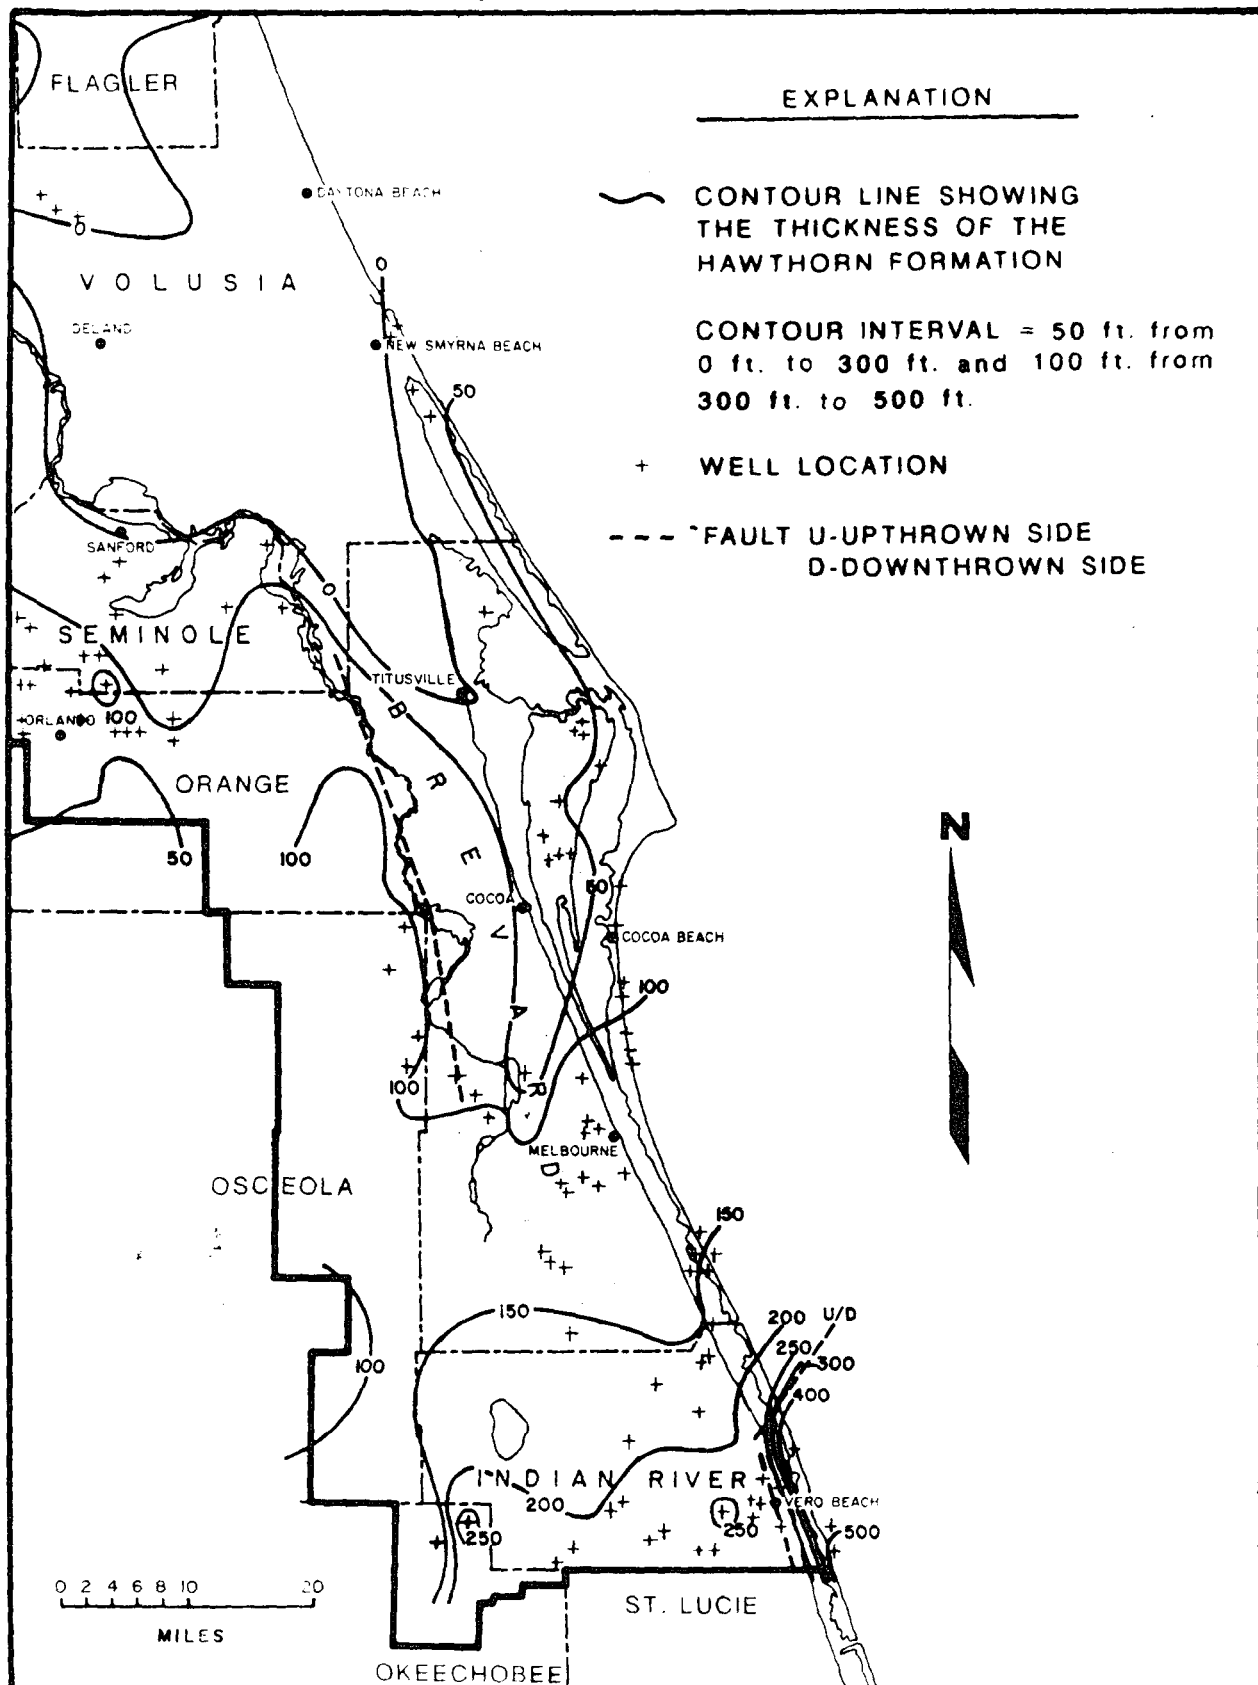 EXPLANATION
CONTOUR LINE SHOWING
THE THICKNESS OF THE
HAWTHORN FORMATION
CONTOUR INTERVAL = 50 ft. from
0 ft. to 300 ft. and 100 ft. from
300 ft. to 500 ft.
WELL LOCATION
FAULT U-UPTHROWN SIDE
D-DOWNTHROWN SIDE
FLAGLER
DAYTONA BEACH
0
VOLUSIA
0
DELAND
NEW SMYRNA BEACH
50
SANFORD
0
SEMINOLE
TITUSVILLE
100
ORLANDO
ORANGE
BREVARD
50
100
50
COCOA
COCOA BEACH
100
100
MELBOURNE
OSCEOLA
150
150
200
U/D
250
300
100
400
INDIAN RIVER
200
VERO BEACH
250
250
500
0 2 4 6 8 10 20
MILES
ST. LUCIE
OKEECHOBEE
N